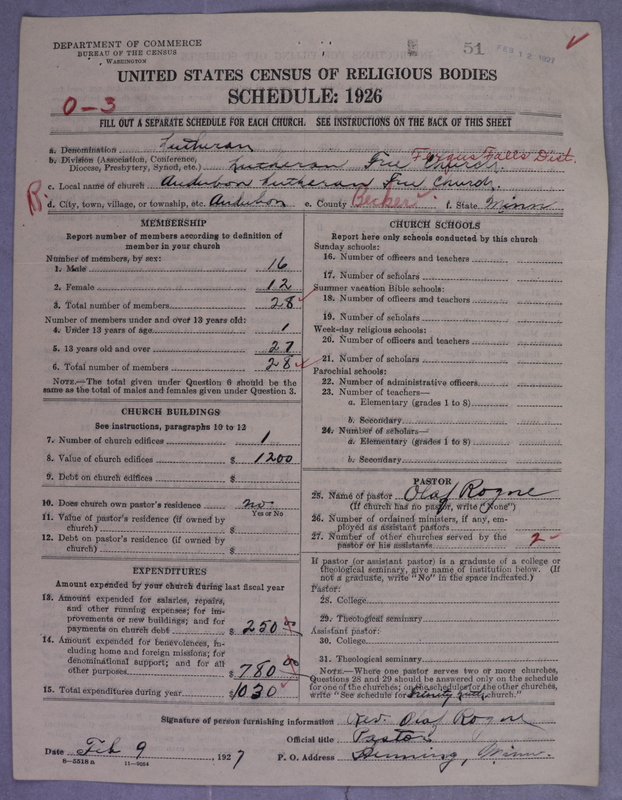 DEPARTMENT OF COMMERCE
BUREAU OF THE CENSUS
WASHINGTON
51
FEB 12 1927
UNITED STATES CENSUS OF RELIGIOUS BODIES
SCHEDULE: 1926
0-3
FILL OUT A SEPARATE SCHEDULE FOR EACH CHURCH. SEE INSTRUCTIONS ON THE BACK OF THIS SHEET
a. Denomination Lutheran
b. Division (Association, Conference, Diocese, Presbytery, Synod, etc.) Lutheran Free Church. Fergus Falls Dist.
c. Local name of church Audubon Lutheran Free Church.
d. City, town, village, or township, etc. Audubon e. County Becker f. State Minn
MEMBERSHIP
Report number of members according to definition of member in your church
Number of members, by sex:
1. Male 16
2. Female 12
3. Total number of members 28
Number of members under and over 13 years old:
4. Under 13 years of age 1
5. 13 years old and over 27
6. Total number of members 28
NOTE.—The total given under Question 6 should be the same as the total of males and females given under Question 3.
CHURCH BUILDINGS
See instructions, paragraphs 10 to 12
7. Number of church edifices 1
8. Value of church edifices $ 1200
9. Debt on church edifices $
10. Does church own pastor's residence no
Yes or No
11. Value of pastor's residence (if owned by church) $
12. Debt on pastor's residence (if owned by church) $
EXPENDITURES
Amount expended by your church during last fiscal year
13. Amount expended for salaries, repairs, and other running expenses; for improvements or new buildings; and for payments on church debt $ 250 00
14. Amount expended for benevolences, including home and foreign missions; for denominational support; and for all other purposes $ 780 00
15. Total expenditures during year $ 1030
CHURCH SCHOOLS
Report here only schools conducted by this church
Sunday schools:
16. Number of officers and teachers
17. Number of scholars
Summer vacation Bible schools:
18. Number of officers and teachers
19. Number of scholars
Week-day religious schools:
20. Number of officers and teachers
21. Number of scholars
Parochial schools:
22. Number of administrative officers
23. Number of teachers—
a. Elementary (grades 1 to 8)
b. Secondary
24. Number of scholars—
a. Elementary (grades 1 to 8)
b. Secondary
PASTOR
25. Name of pastor Olaf Rogne
(If church has no pastor, write "None")
26. Number of ordained ministers, if any, employed as assistant pastors
27. Number of other churches served by the pastor or his assistants 2
If pastor (or assistant pastor) is a graduate of a college or theological seminary, give name of institution below. (If not a graduate, write "No" in the space indicated.)
Pastor:
28. College
29. Theological seminary
Assistant pastor:
30. College
31. Theological seminary
NOTE.—Where one pastor serves two or more churches, Questions 28 and 29 should be answered only on the schedule for one of the churches; on the schedules for the other churches, write "See schedule for Trinity Luth. church."
Signature of person furnishing information Rev. Olaf Rogne
Official title Pastor
Date Feb 9, 1927 P. O. Address Henning, Minn.
8-5518 a 11-9664